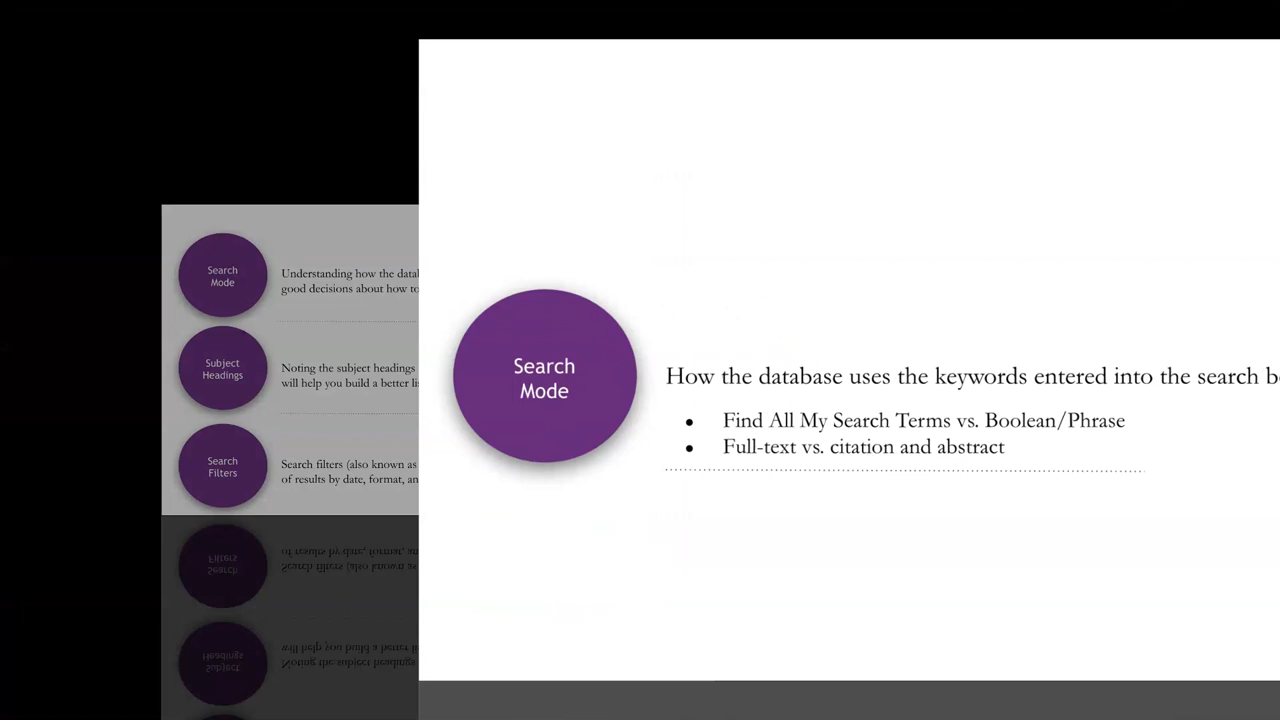 Search
Mode
Understanding how the datab
good decisions about how to
Subject
Headings
Noting the subject headings
will help you build a better li
Search
Filters
Search filters (also known as
of results by date, format, an
Search
Mode
How the database uses the keywords entered into the search b
• Find All My Search Terms vs. Boolean/Phrase
• Full-text vs. citation and abstract